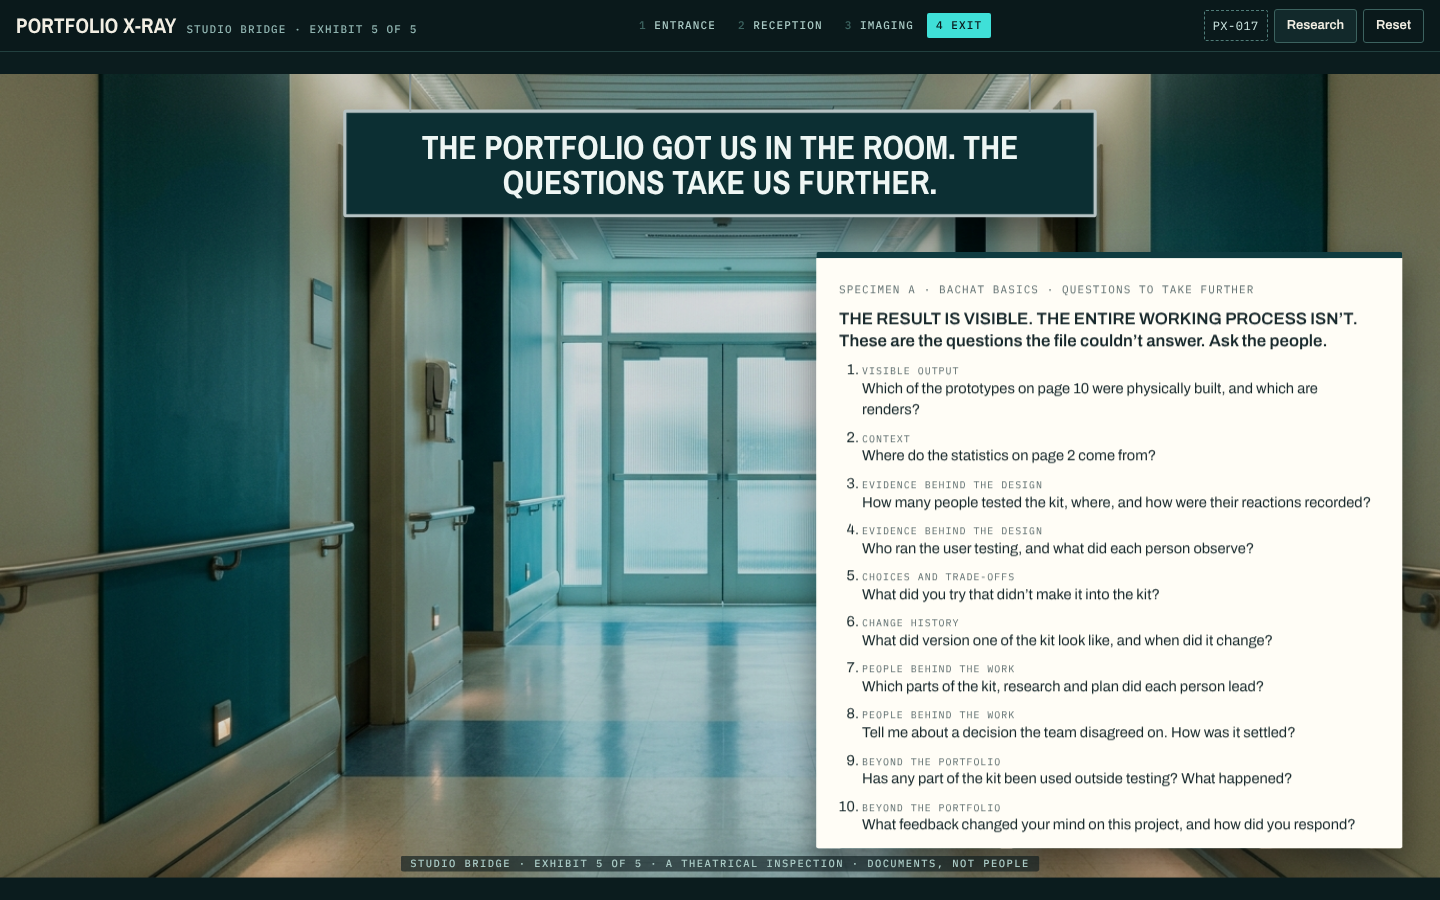 PORTFOLIO X-RAY STUDIO BRIDGE · EXHIBIT 5 OF 5
1 ENTRANCE 2 RECEPTION 3 IMAGING 4 EXIT
PX-017 Research Reset
THE PORTFOLIO GOT US IN THE ROOM. THE
QUESTIONS TAKE US FURTHER.
SPECIMEN A · BACHAT BASICS · QUESTIONS TO TAKE FURTHER
THE RESULT IS VISIBLE. THE ENTIRE WORKING PROCESS ISN’T.
These are the questions the file couldn’t answer. Ask the people.
1. VISIBLE OUTPUT
Which of the prototypes on page 10 were physically built, and which are
renders?
2. CONTEXT
Where do the statistics on page 2 come from?
3. EVIDENCE BEHIND THE DESIGN
How many people tested the kit, where, and how were their reactions recorded?
4. EVIDENCE BEHIND THE DESIGN
Who ran the user testing, and what did each person observe?
5. CHOICES AND TRADE-OFFS
What did you try that didn’t make it into the kit?
6. CHANGE HISTORY
What did version one of the kit look like, and when did it change?
7. PEOPLE BEHIND THE WORK
Which parts of the kit, research and plan did each person lead?
8. PEOPLE BEHIND THE WORK
Tell me about a decision the team disagreed on. How was it settled?
9. BEYOND THE PORTFOLIO
Has any part of the kit been used outside testing? What happened?
10. BEYOND THE PORTFOLIO
What feedback changed your mind on this project, and how did you respond?
STUDIO BRIDGE · EXHIBIT 5 OF 5 · A THEATRICAL INSPECTION · DOCUMENTS, NOT PEOPLE